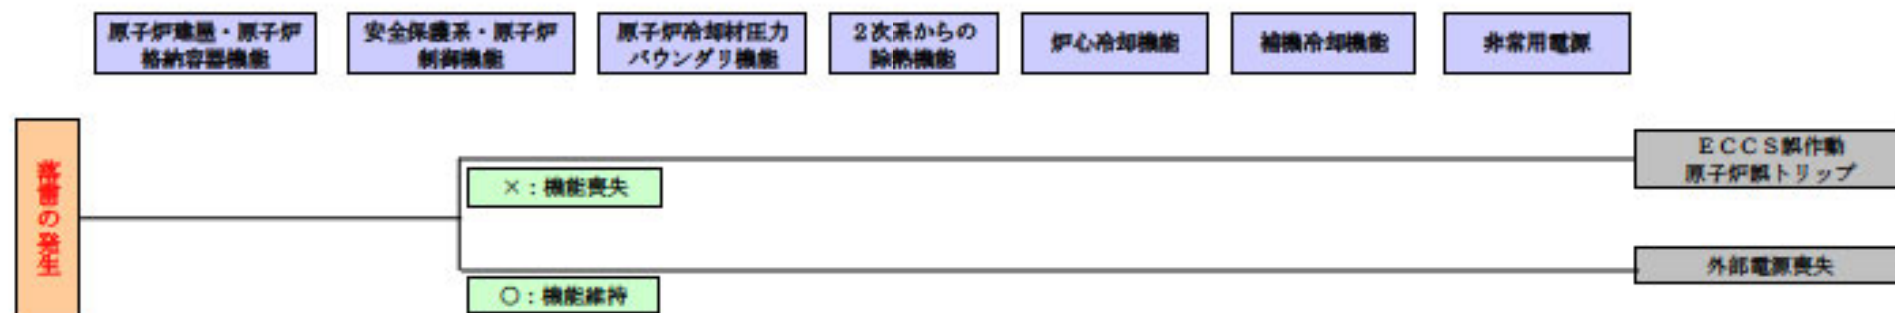 原子炉建屋・原子炉
格納容器機能
安全保護系・原子炉
制御機能
原子炉冷却材圧力
バウンダリ機能
2次系からの
除熱機能
炉心冷却機能
補機冷却機能
非常用電源
落雷の発生
×:機能喪失
ECCS誤作動
原子炉誤トリップ
外部電源喪失
○:機能維持